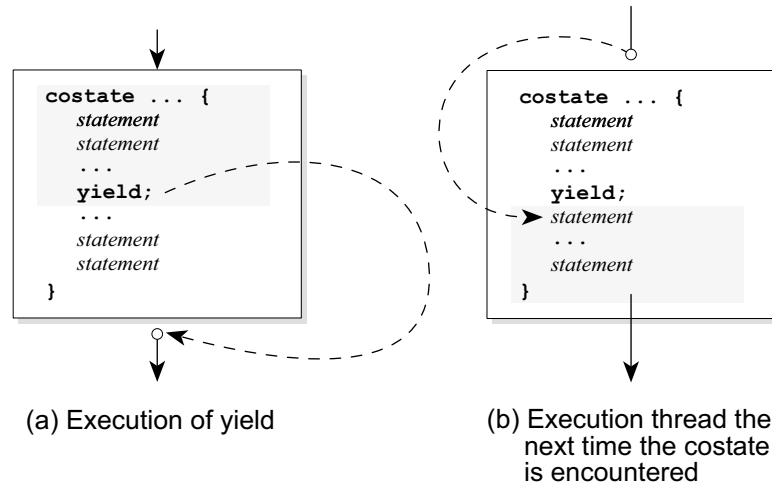 costate ... {
statement
statement
...
yield;
...
statement
statement
}
(a) Execution of yield
costate ... {
statement
statement
...
yield;
statement
...
statement
}
(b) Execution thread the
next time the costate
is encountered